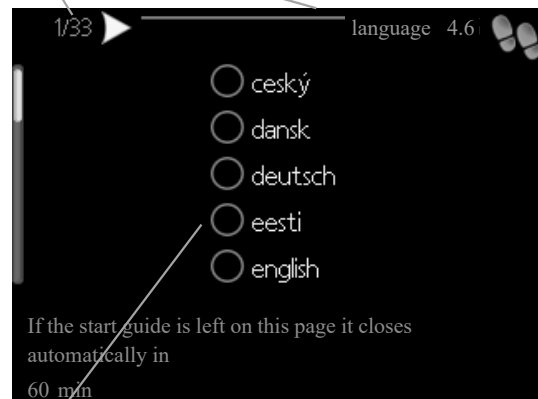 1/33 language 4.6
ceský
dansk
deutsch
eesti
english
If the start guide is left on this page it closes
automatically in
60 min